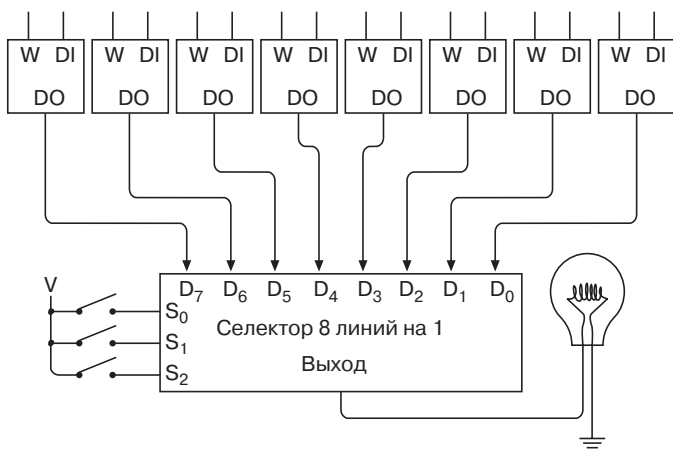 W DI W DI W DI W DI W DI W DI W DI W DI
DO DO DO DO DO DO DO DO
V
D7 D6 D5 D4 D3 D2 D1 D0
S0
Селектор 8 линий на 1
S1
Выход
S2